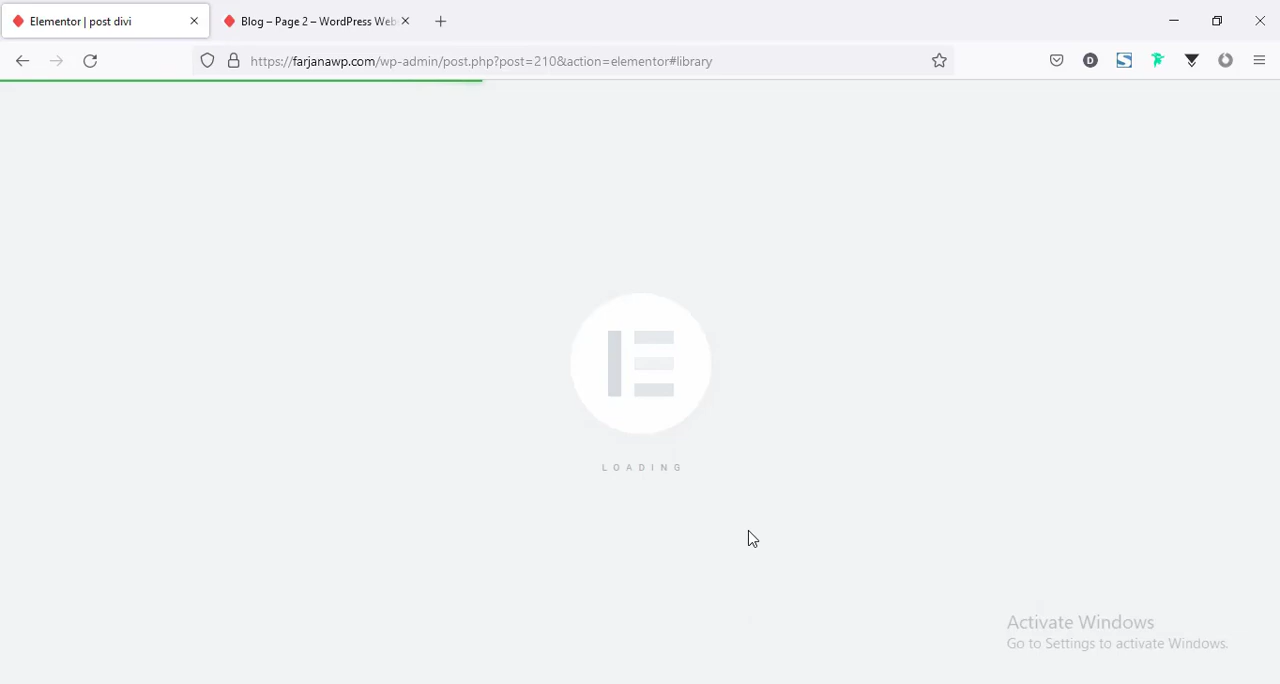 Elementor | post divi
Blog – Page 2 – WordPress Web
https://farjanawp.com/wp-admin/post.php?post=210&action=elementor#library
D
S
LOADING
Activate Windows
Go to Settings to activate Windows.